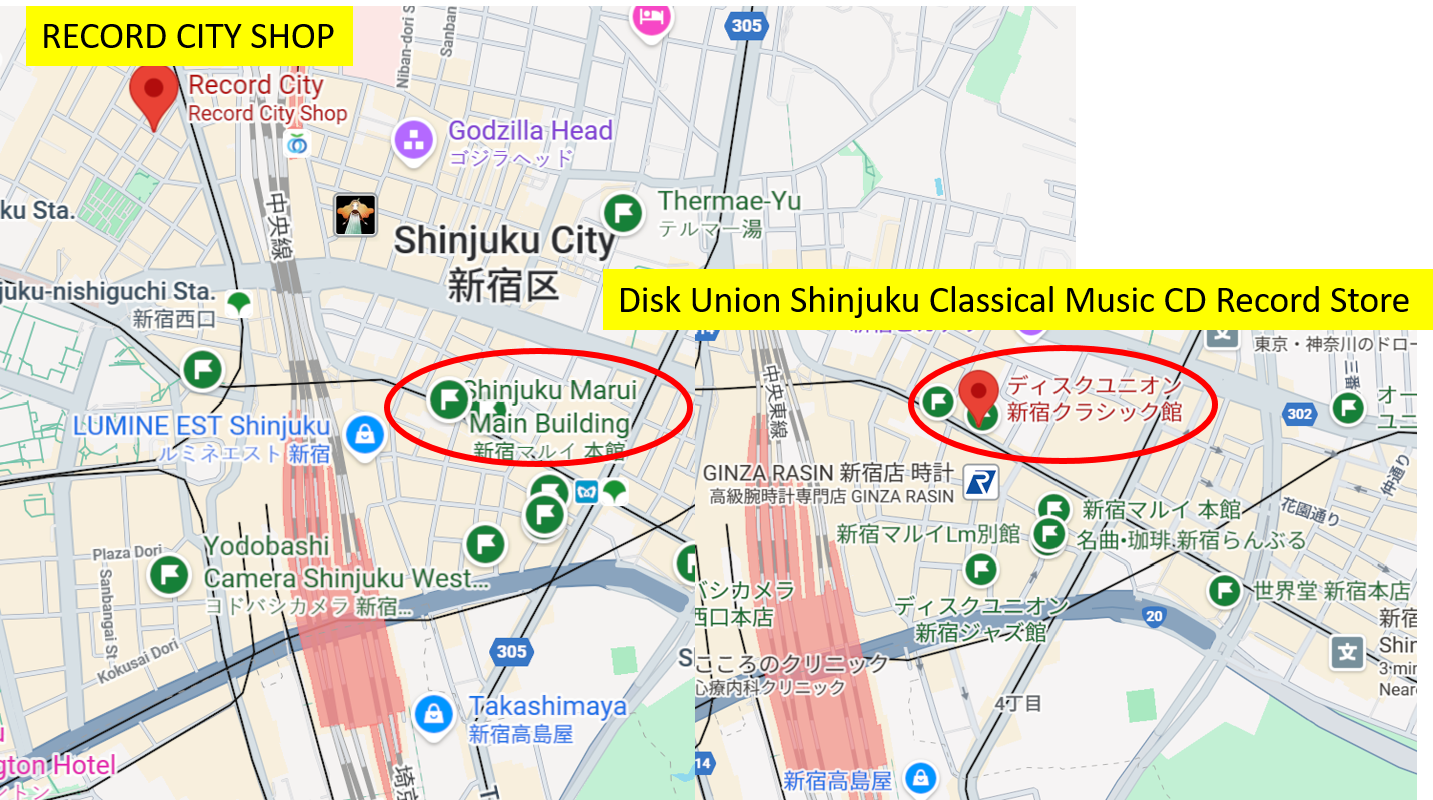 RECORD CITY SHOP
Record City
Record City Shop
Niban-dori S
Sanban
305
Godzilla Head
ゴジラヘッド
中央線
ku Sta.
Thermae-Yu
テルマー湯
Shinjuku City
新宿区
juku-nishiguchi Sta.
新宿西口
Shinjuku Marui
Main Building
新宿マルイ 本館
LUMINE EST Shinjuku
ルミネエスト 新宿
Plaza Dori
Sanbangai St
Yodobashi
Camera Shinjuku West...
ヨドバシカメラ 新宿...
Kokusai Dori
305
Takashimaya
新宿高島屋
gton Hotel
ントン
埼京
S
Disk Union Shinjuku Classical Music CD Record Store
14
東京・神奈川のドロー
中央東線
ディスクユニオン
新宿クラシック館
302
三番
オー
ユニ
GINZA RASIN 新宿店 時計
高級腕時計専門店 GINZA RASIN
仲通り
花園通り
新宿マルイ 本館
新宿マルイLm別館
名曲•珈琲 新宿らんぶる
バシカメラ
西口本店
ディスクユニオン
新宿ジャズ館
世界堂 新宿本店
20
新宿
Shin
3-min
Near
こころのクリニック
心療内科クリニック
4丁目
14
新宿高島屋